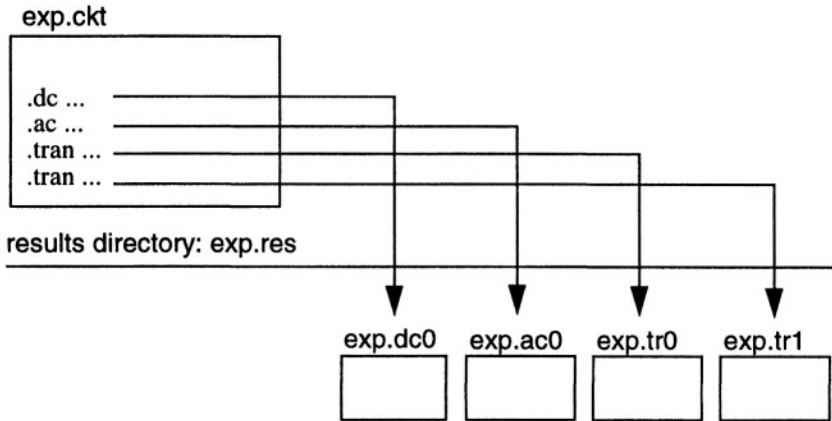 exp.ckt
.dc ...
.ac ...
.tran ...
.tran ...
results directory: exp.res
exp.dc0 exp.ac0 exp.tr0 exp.tr1